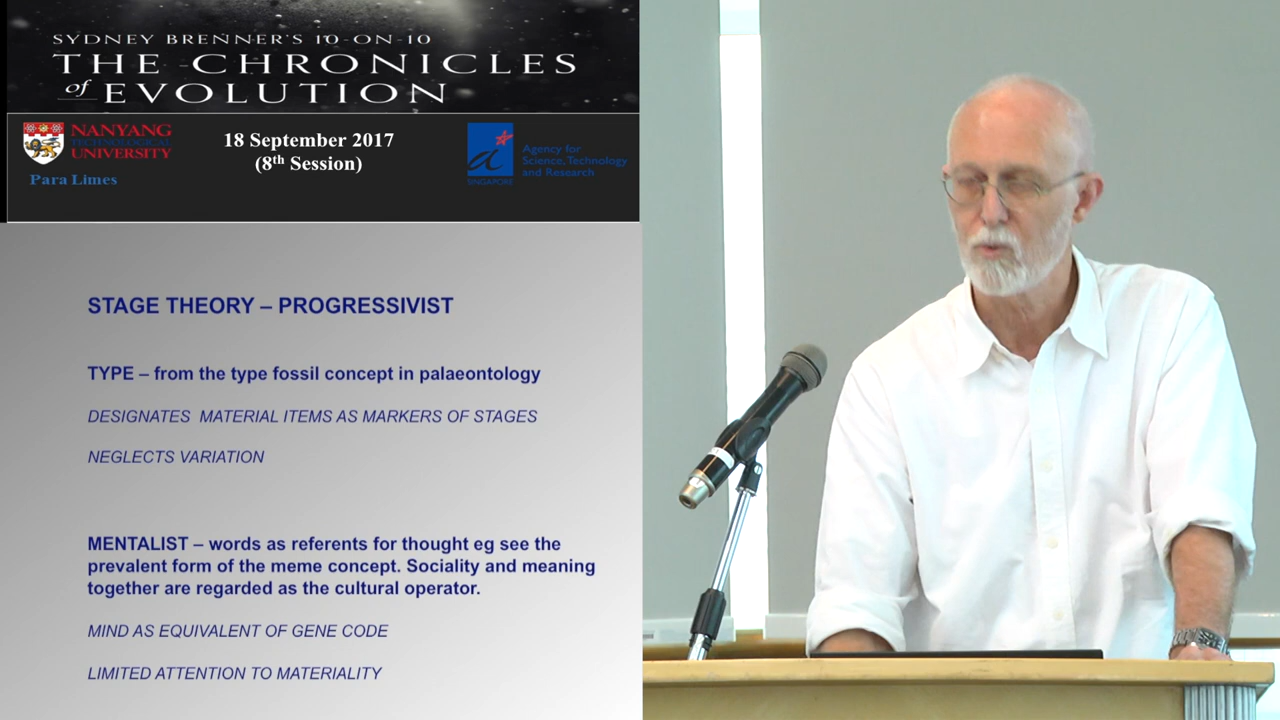 SYDNEY BRENNER'S 10-ON-10
THE CHRONICLES
of EVOLUTION
NANYANG
TECHNOLOGICAL
UNIVERSITY
Para Limes
18 September 2017
(8th Session)
SINGAPORE
Agency for
Science, Technology
and Research
STAGE THEORY – PROGRESSIVIST
TYPE – from the type fossil concept in palaeontology
DESIGNATES MATERIAL ITEMS AS MARKERS OF STAGES
NEGLECTS VARIATION
MENTALIST – words as referents for thought eg see the
prevalent form of the meme concept. Sociality and meaning
together are regarded as the cultural operator.
MIND AS EQUIVALENT OF GENE CODE
LIMITED ATTENTION TO MATERIALITY